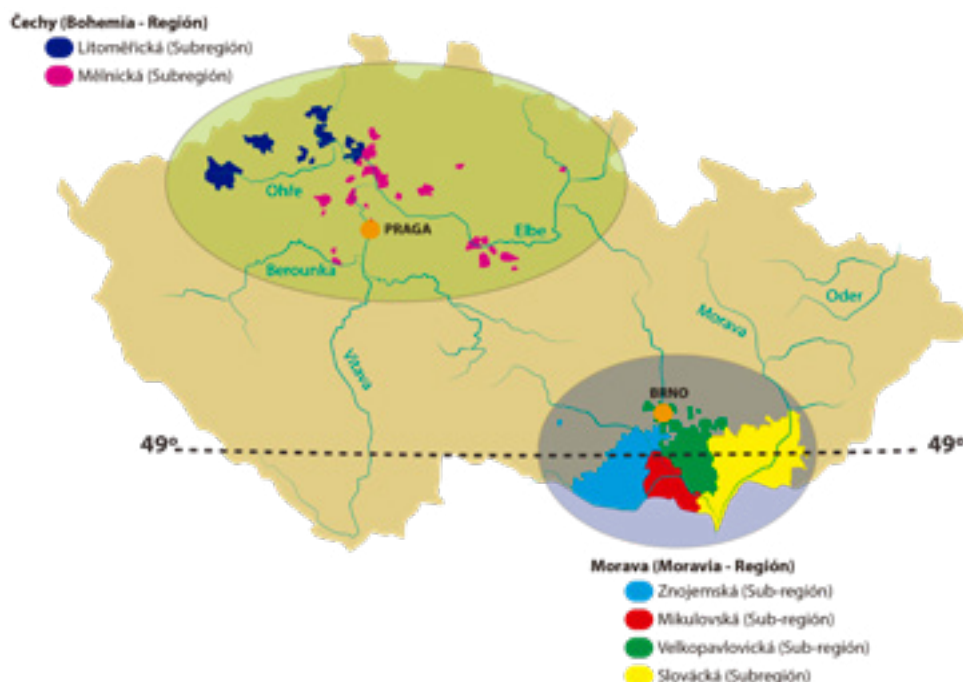 Čechy (Bohemia - Región)
Litoměřická (Subregión)
Mělnická (Subregión)
Ohře
PRAGA
Elbe
Berounka
Vltava
Morava
Oder
BRNO
49º
49º
Morava (Moravia - Región)
Znojemská (Sub-región)
Mikulovská (Sub-región)
Velkopavlovická (Sub-región)
Slovácká (Subregión)